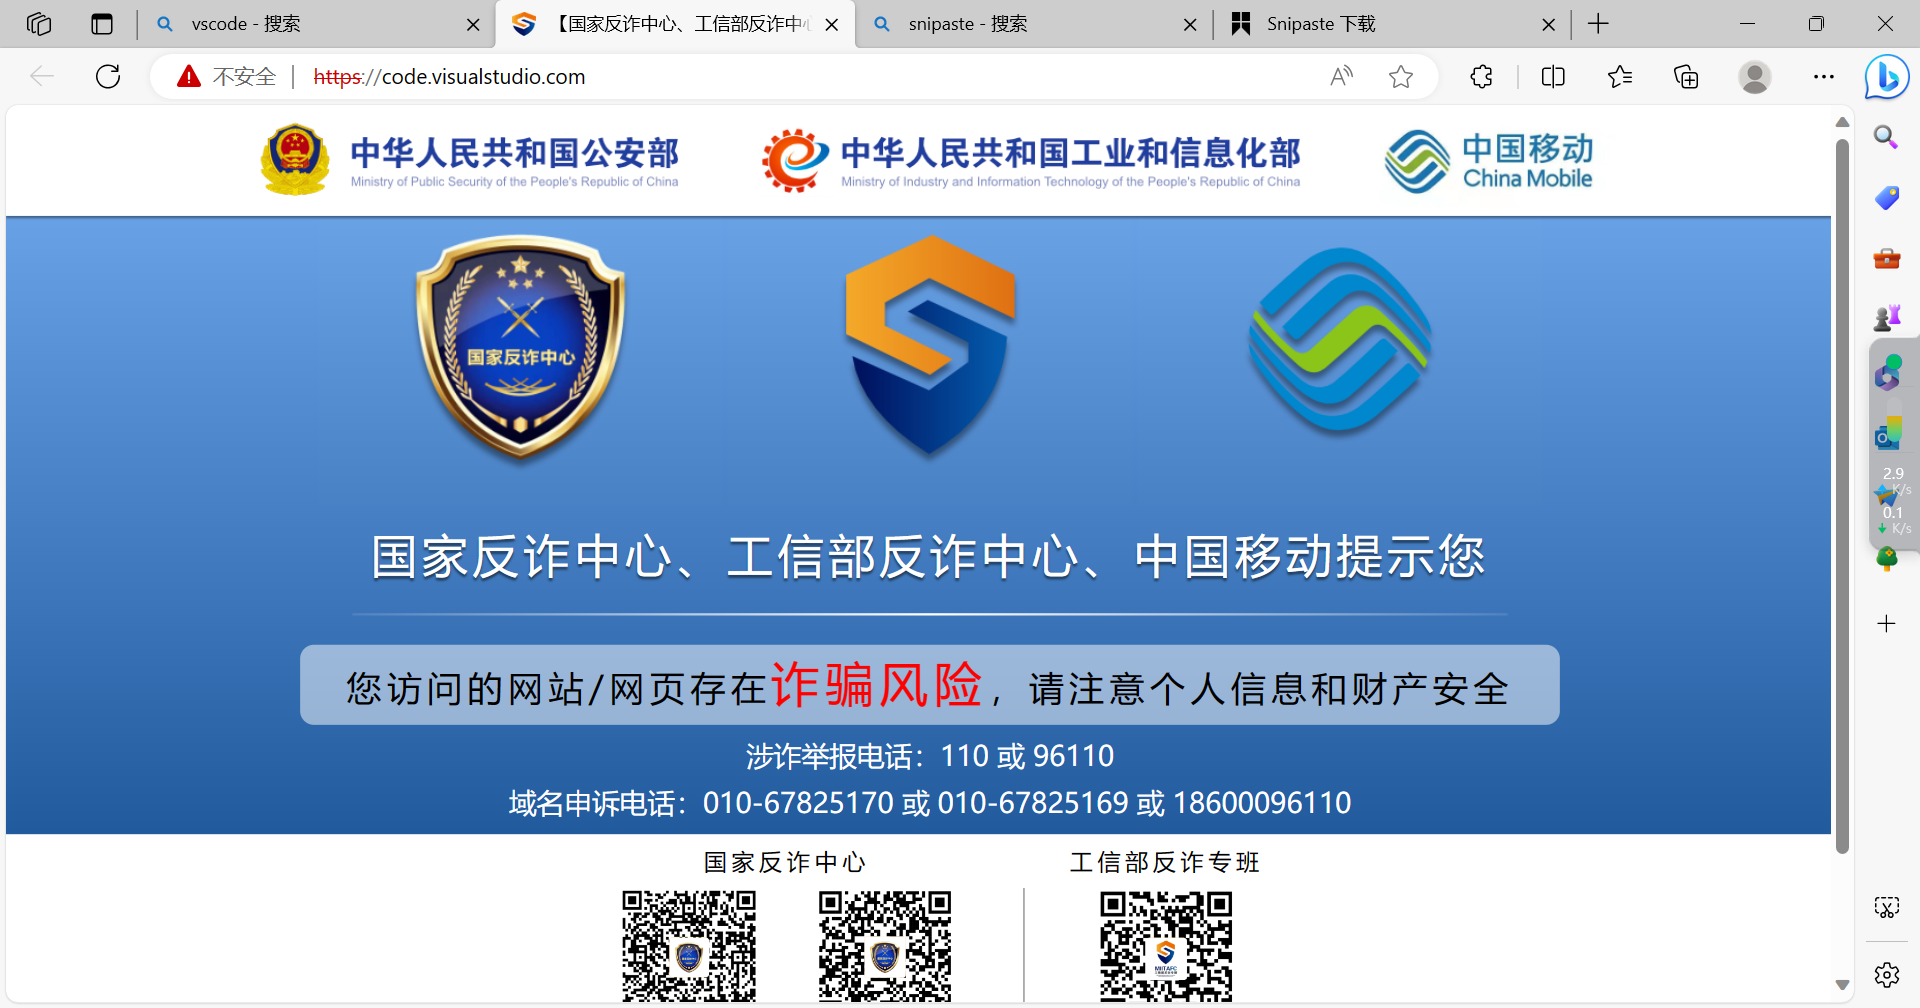 vscode - 搜索
【国家反诈中心、工信部反诈中心
snipaste - 搜索
Snipaste 下载
不安全
https://code.visualstudio.com
中华人民共和国公安部
Ministry of Public Security of the People's Republic of China
中华人民共和国工业和信息化部
Ministry of Industry and Information Technology of the People's Republic of China
中国移动
China Mobile
国家反诈中心
国家反诈中心、工信部反诈中心、中国移动提示您
您访问的网站/网页存在诈骗风险，请注意个人信息和财产安全
涉诈举报电话：110 或 96110
域名申诉电话：010-67825170 或 010-67825169 或 18600096110
国家反诈中心
工信部反诈专班
MIITAFC
2.9
K/s
0.1
K/s